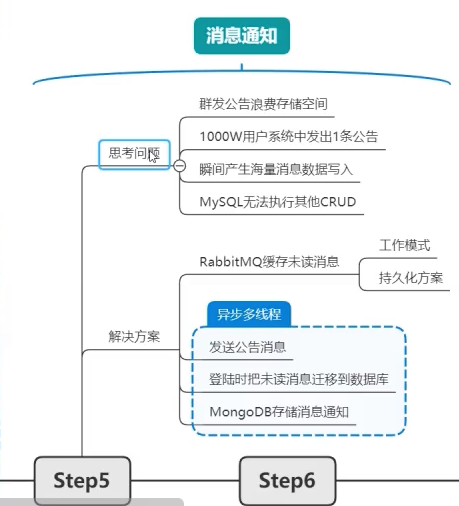 消息通知
思考问题
群发公告浪费存储空间
1000W用户系统中发出1条公告
瞬间产生海量消息数据写入
MySQL无法执行其他CRUD
解决方案
RabbitMQ缓存未读消息
工作模式
持久化方案
异步多线程
发送公告消息
登陆时把未读消息迁移到数据库
MongoDB存储消息通知
Step5
Step6